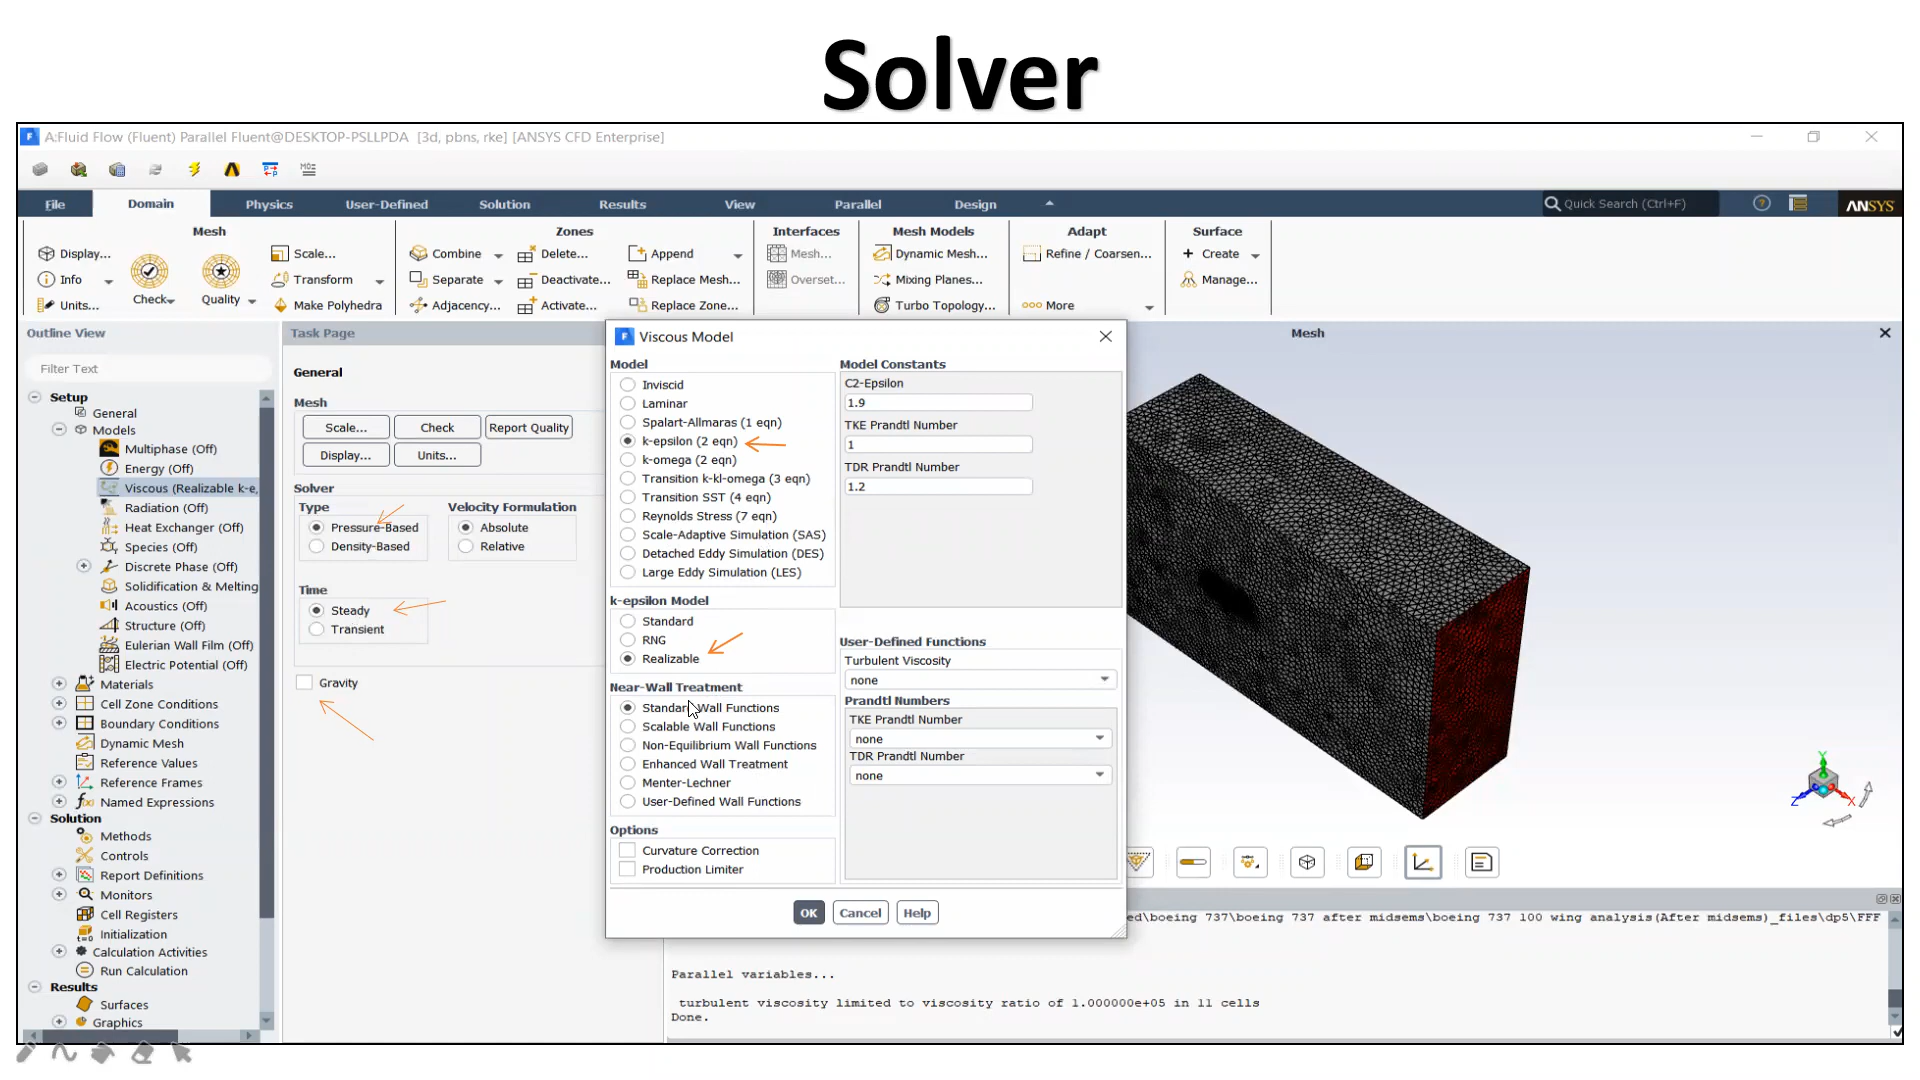 Solver
A:Fluid Flow (Fluent) Parallel Fluent@DESKTOP-PSLLPDA [3d, pbns, rke] [ANSYS CFD Enterprise]
File Domain Physics User-Defined Solution Results View Parallel Design Quick Search (Ctrl+F) ANSYS
Mesh
Display...
Info
Units...
Check
Quality
Scale...
Transform
Make Polyhedra
Zones
Combine
Separate
Adjacency...
Delete...
Deactivate...
Activate...
Append
Replace Mesh...
Replace Zone...
Interfaces
Mesh...
Overset...
Mesh Models
Dynamic Mesh...
Mixing Planes...
Turbo Topology...
Adapt
Refine / Coarsen...
More
Surface
Create
Manage...
Outline View
Filter Text
Setup
General
Models
Multiphase (Off)
Energy (Off)
Viscous (Realizable k-e,
Radiation (Off)
Heat Exchanger (Off)
Species (Off)
Discrete Phase (Off)
Solidification & Melting
Acoustics (Off)
Structure (Off)
Eulerian Wall Film (Off)
Electric Potential (Off)
Materials
Cell Zone Conditions
Boundary Conditions
Dynamic Mesh
Reference Values
Reference Frames
Named Expressions
Solution
Methods
Controls
Report Definitions
Monitors
Cell Registers
Initialization
Calculation Activities
Run Calculation
Results
Surfaces
Graphics
Task Page
General
Mesh
Scale... Check Report Quality
Display... Units...
Solver
Type
Pressure-Based
Density-Based
Velocity Formulation
Absolute
Relative
Time
Steady
Transient
Gravity
Viscous Model
Model
Inviscid
Laminar
Spalart-Allmaras (1 eqn)
k-epsilon (2 eqn)
k-omega (2 eqn)
Transition k-kl-omega (3 eqn)
Transition SST (4 eqn)
Reynolds Stress (7 eqn)
Scale-Adaptive Simulation (SAS)
Detached Eddy Simulation (DES)
Large Eddy Simulation (LES)
k-epsilon Model
Standard
RNG
Realizable
Near-Wall Treatment
Standard Wall Functions
Scalable Wall Functions
Non-Equilibrium Wall Functions
Enhanced Wall Treatment
Menter-Lechner
User-Defined Wall Functions
Options
Curvature Correction
Production Limiter
Model Constants
C2-Epsilon
1.9
TKE Prandtl Number
1
TDR Prandtl Number
1.2
User-Defined Functions
Turbulent Viscosity
none
Prandtl Numbers
TKE Prandtl Number
none
TDR Prandtl Number
none
OK Cancel Help
Mesh
Y
Z
X
ed\boeing 737\boeing 737 after midsems\boeing 737 100 wing analysis(After midsems)_files\dp5\FFF
Parallel variables...
turbulent viscosity limited to viscosity ratio of 1.000000e+05 in 11 cells
Done.